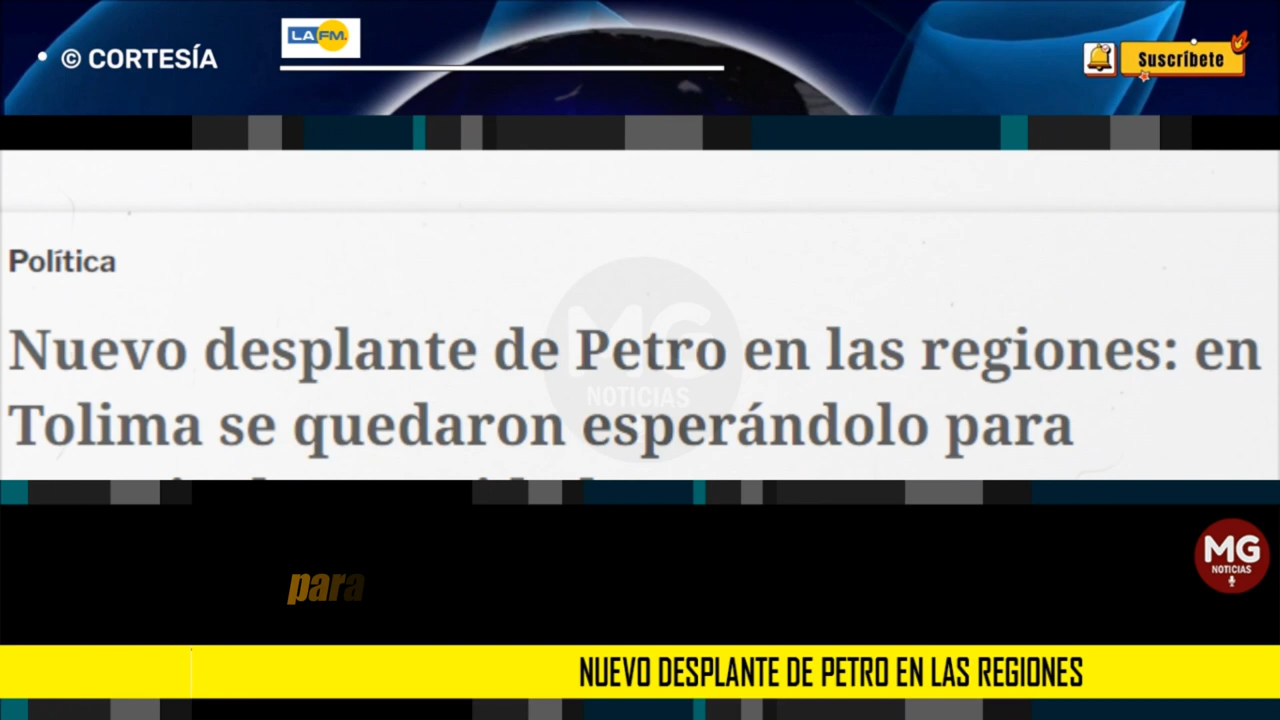 © CORTESÍA
LA FM.
Suscríbete
Política
Nuevo desplante de Petro en las regiones: en
Tolima se quedaron esperándolo para
MG
NOTICIAS
MG
NOTICIAS
para
NUEVO DESPLANTE DE PETRO EN LAS REGIONES